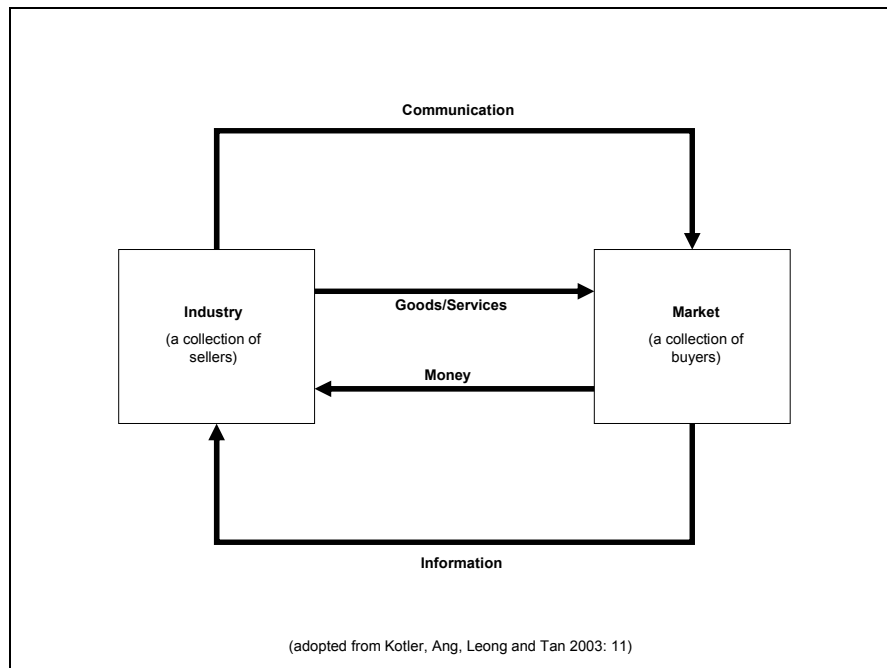 Communication
Industry
(a collection of
sellers)
Goods/Services
Market
(a collection of
buyers)
Money
Information
(adopted from Kotler, Ang, Leong and Tan 2003: 11)